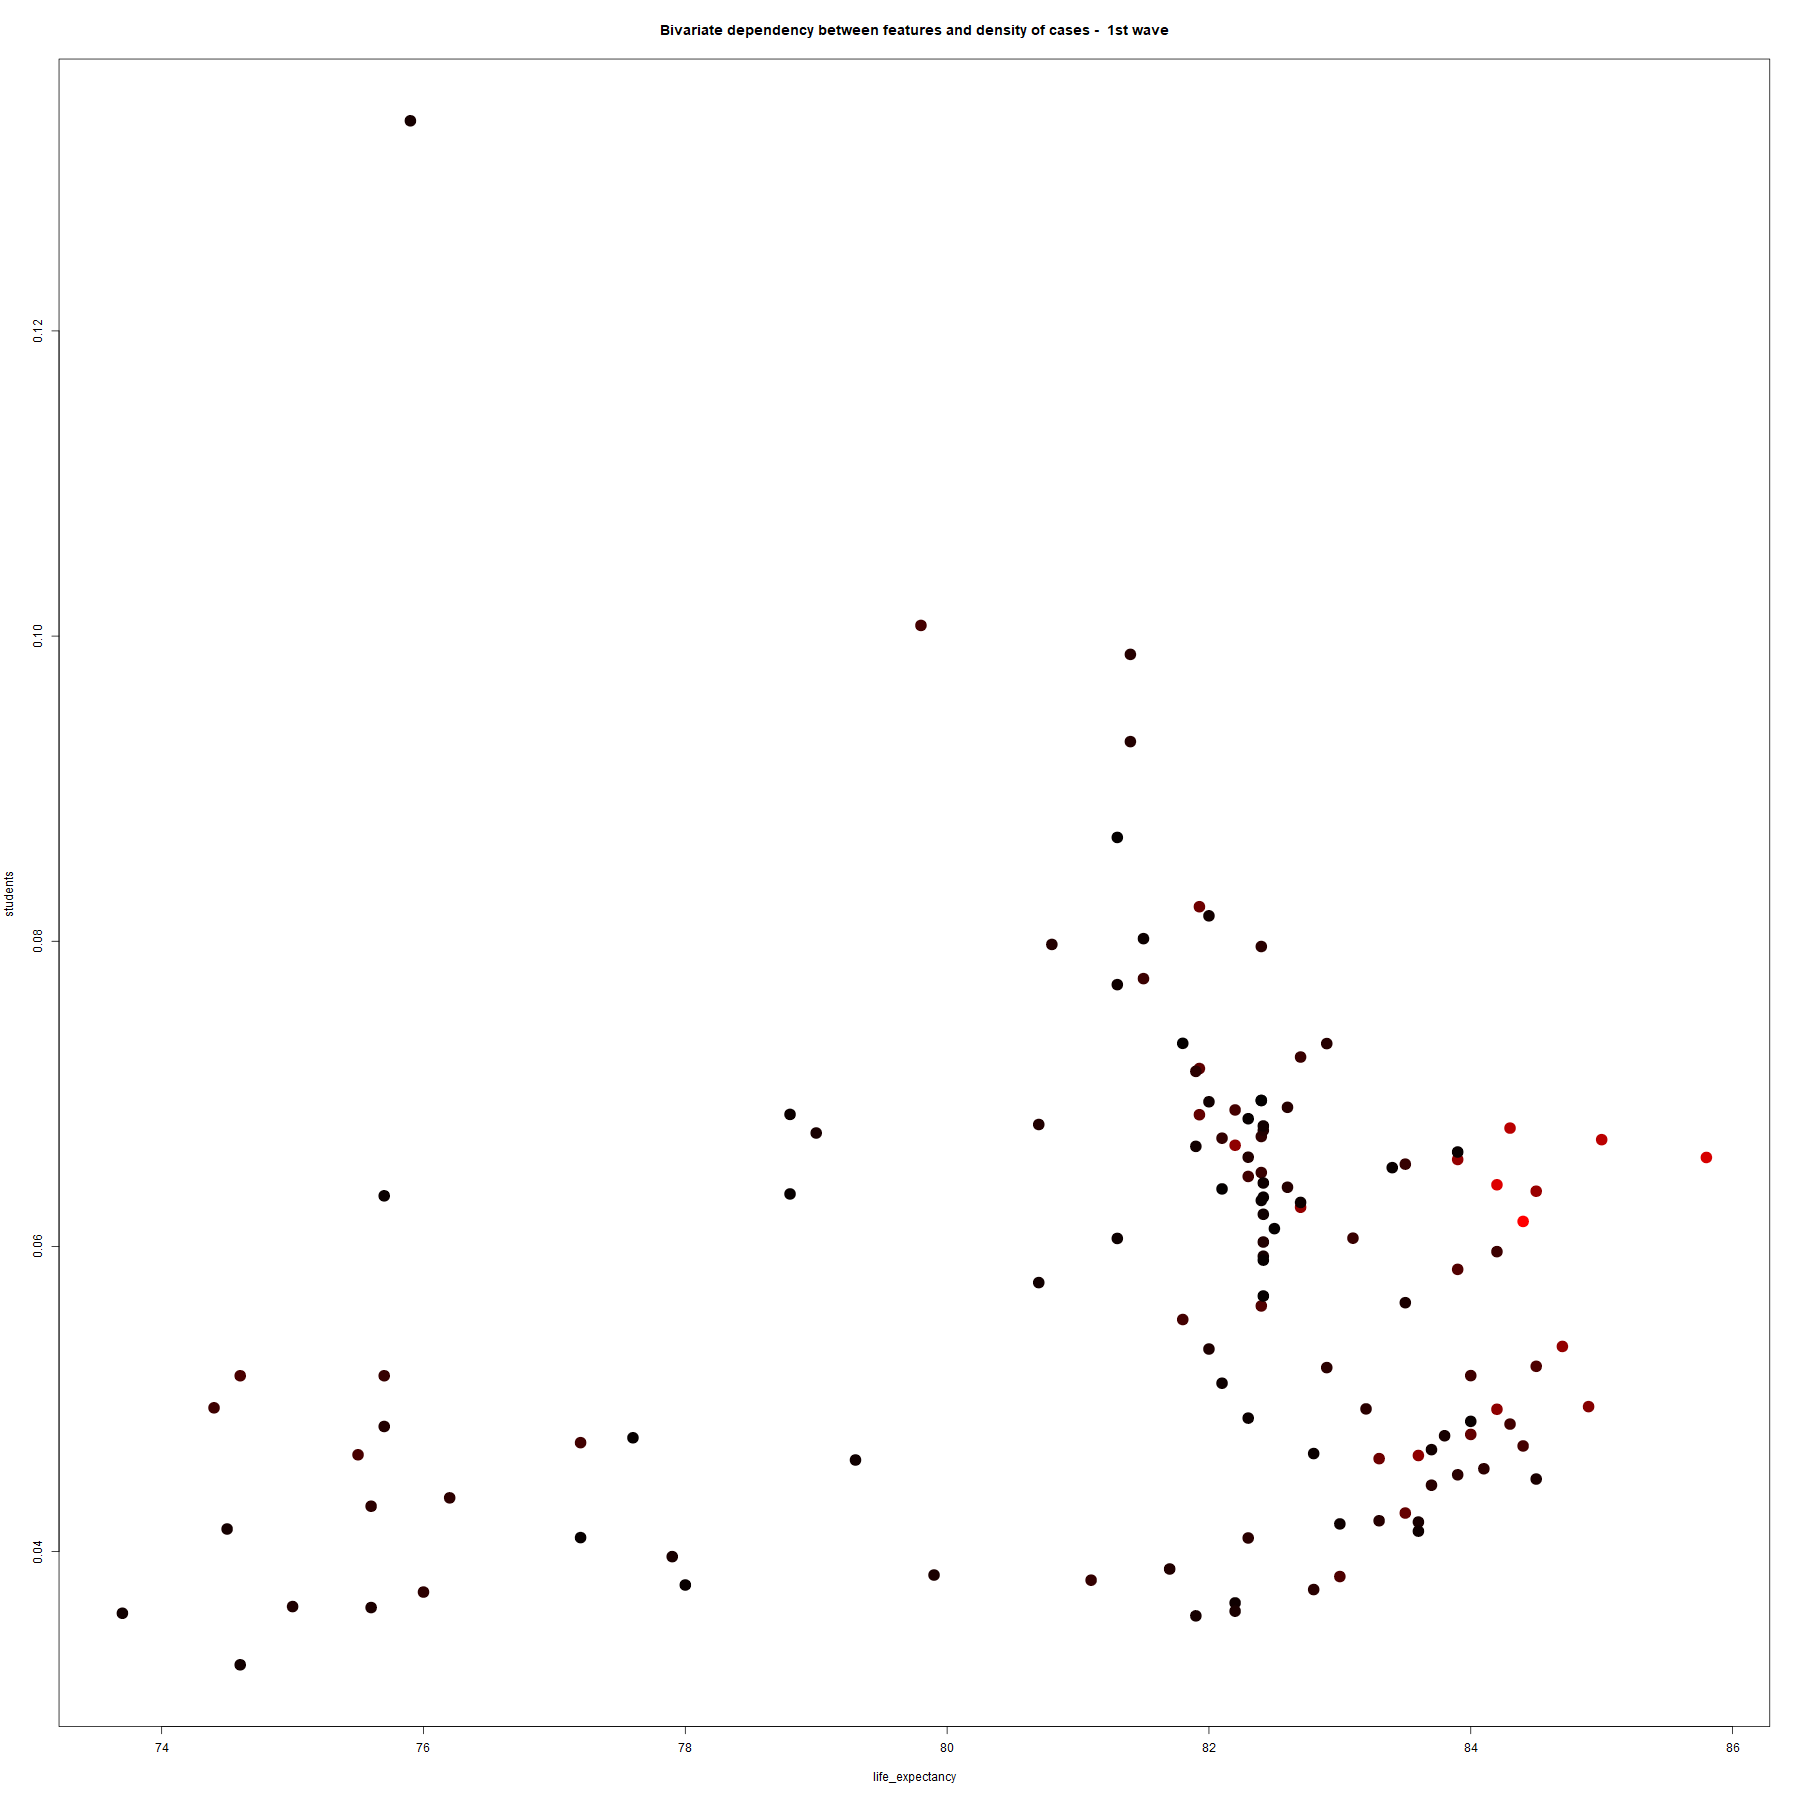 Bivariate dependency between features and density of cases -  1st wave
0.12
0.10
0.08
0.06
0.04
students
74 76 78 80 82 84 86
life_expectancy